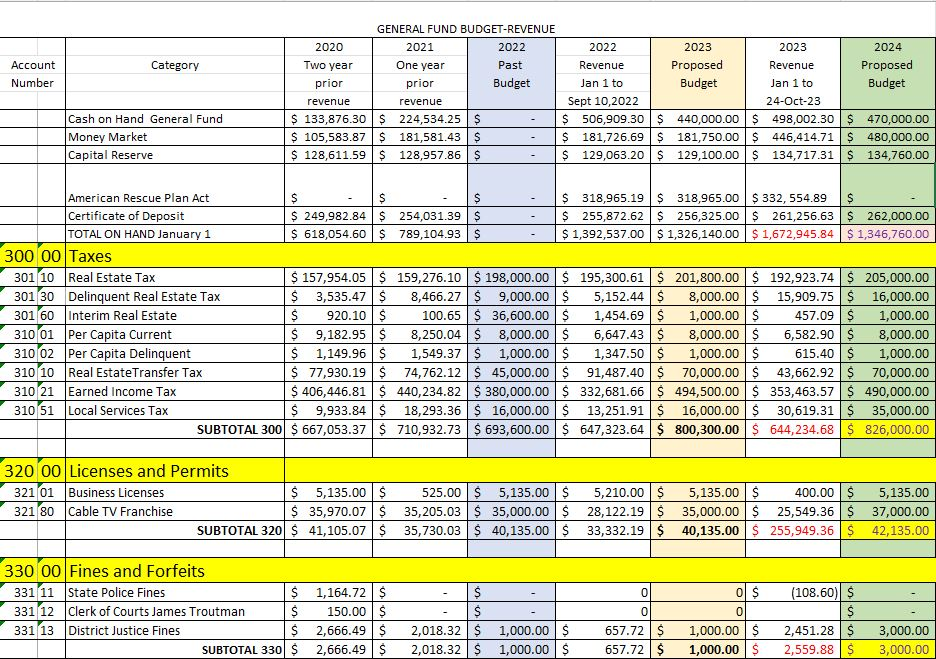 GENERAL FUND BUDGET-REVENUE
2020 2021 2022 2022 2023 2023 2024
Account Category Two year One year Past Revenue Proposed Revenue Proposed
Number prior prior Budget Jan 1 to Budget Jan 1 to Budget
revenue revenue Sept 10,2022 24-Oct-23
Cash on Hand General Fund $ 133,876.30 $ 224,534.25 $ - $ 506,909.30 $ 440,000.00 $ 498,002.30 $ 470,000.00
Money Market $ 105,583.87 $ 181,581.43 $ - $ 181,726.69 $ 181,750.00 $ 446,414.71 $ 480,000.00
Capital Reserve $ 128,611.59 $ 128,957.86 $ - $ 129,063.20 $ 129,100.00 $ 134,717.31 $ 134,760.00
American Rescue Plan Act $ - $ - $ - $ 318,965.19 $ 318,965.00 $ 332, 554.89 $ -
Certificate of Deposit $ 249,982.84 $ 254,031.39 $ - $ 255,872.62 $ 256,325.00 $ 261,256.63 $ 262,000.00
TOTAL ON HAND January 1 $ 618,054.60 $ 789,104.93 $ - $ 1,392,537.00 $ 1,326,140.00 $ 1,672,945.84 $ 1,346,760.00
300 00 Taxes
301 10 Real Estate Tax $ 157,954.05 $ 159,276.10 $ 198,000.00 $ 195,300.61 $ 201,800.00 $ 192,923.74 $ 205,000.00
301 30 Delinquent Real Estate Tax $ 3,535.47 $ 8,466.27 $ 9,000.00 $ 5,152.44 $ 8,000.00 $ 15,909.75 $ 16,000.00
301 60 Interim Real Estate $ 920.10 $ 100.65 $ 36,600.00 $ 1,454.69 $ 1,000.00 $ 457.09 $ 1,000.00
310 01 Per Capita Current $ 9,182.95 $ 8,250.04 $ 8,000.00 $ 6,647.43 $ 8,000.00 $ 6,582.90 $ 8,000.00
310 02 Per Capita Delinquent $ 1,149.96 $ 1,549.37 $ 1,000.00 $ 1,347.50 $ 1,000.00 $ 615.40 $ 1,000.00
310 10 Real EstateTransfer Tax $ 77,930.19 $ 74,762.12 $ 45,000.00 $ 91,487.40 $ 70,000.00 $ 43,662.92 $ 70,000.00
310 21 Earned Income Tax $ 406,446.81 $ 440,234.82 $ 380,000.00 $ 332,681.66 $ 494,500.00 $ 353,463.57 $ 490,000.00
310 51 Local Services Tax $ 9,933.84 $ 18,293.36 $ 16,000.00 $ 13,251.91 $ 16,000.00 $ 30,619.31 $ 35,000.00
SUBTOTAL 300 $ 667,053.37 $ 710,932.73 $ 693,600.00 $ 647,323.64 $ 800,300.00 $ 644,234.68 $ 826,000.00
320 00 Licenses and Permits
321 01 Business Licenses $ 5,135.00 $ 525.00 $ 5,135.00 $ 5,210.00 $ 5,135.00 $ 400.00 $ 5,135.00
321 80 Cable TV Franchise $ 35,970.07 $ 35,205.03 $ 35,000.00 $ 28,122.19 $ 35,000.00 $ 25,549.36 $ 37,000.00
SUBTOTAL 320 $ 41,105.07 $ 35,730.03 $ 40,135.00 $ 33,332.19 $ 40,135.00 $ 255,949.36 $ 42,135.00
330 00 Fines and Forfeits
331 11 State Police Fines $ 1,164.72 $ - $ - 0 0 $ (108.60) $ -
331 12 Clerk of Courts James Troutman $ 150.00 $ - $ - 0 0 $ -
331 13 District Justice Fines $ 2,666.49 $ 2,018.32 $ 1,000.00 $ 657.72 $ 1,000.00 $ 2,451.28 $ 3,000.00
SUBTOTAL 330 $ 2,666.49 $ 2,018.32 $ 1,000.00 $ 657.72 $ 1,000.00 $ 2,559.88 $ 3,000.00